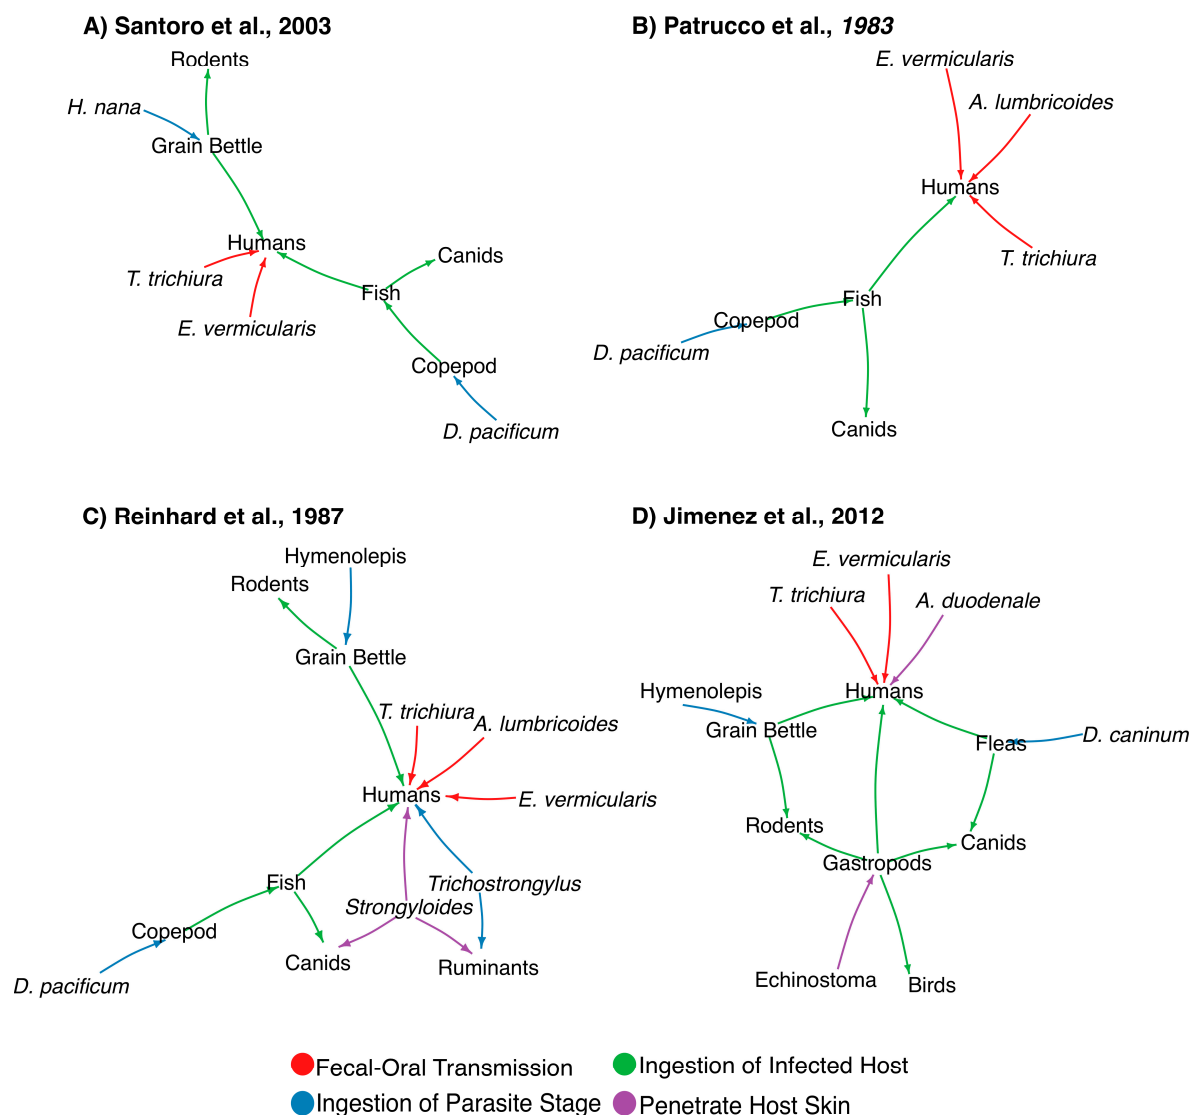 A) Santoro et al., 2003
Rodents
H. nana
Grain Bettle
Humans
T. trichiura
E. vermicularis
Canids
Fish
Copepod
D. pacificum
B) Patrucco et al., 1983
E. vermicularis
A. lumbricoides
Humans
T. trichiura
Fish
Copepod
D. pacificum
Canids
C) Reinhard et al., 1987
Hymenolepis
Rodents
Grain Bettle
T. trichiura
A. lumbricoides
Humans
E. vermicularis
Fish
Trichostrongylus
Strongyloides
Copepod
Canids
Ruminants
D. pacificum
D) Jimenez et al., 2012
E. vermicularis
T. trichiura
A. duodenale
Hymenolepis
Humans
Grain Bettle
D. caninum
Fleas
Rodents
Canids
Gastropods
Echinostoma
Birds
Fecal-Oral Transmission
Ingestion of Infected Host
Ingestion of Parasite Stage
Penetrate Host Skin